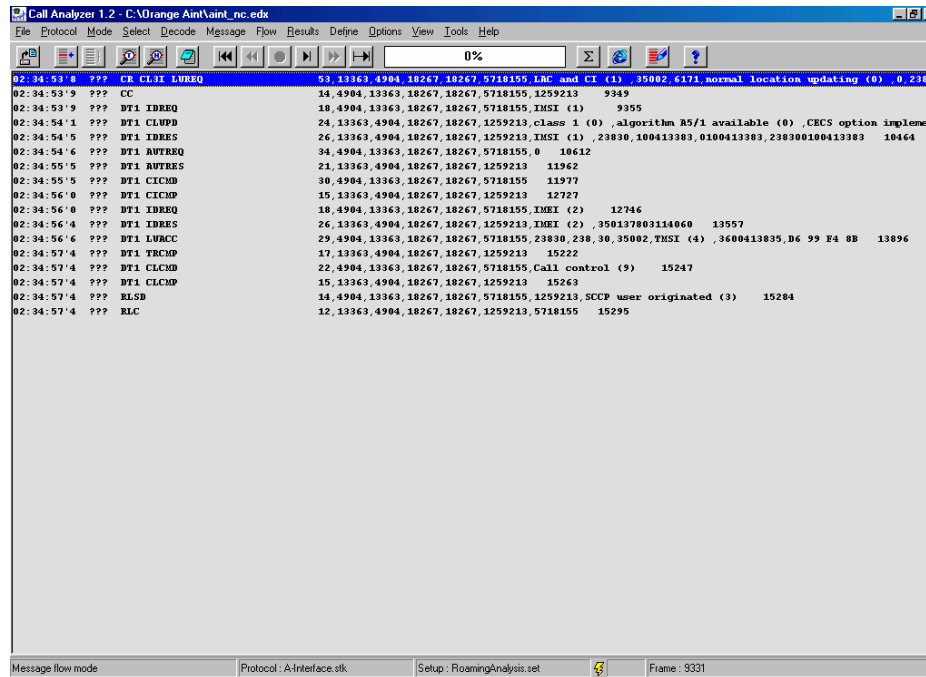 Call Analyzer 1.2 - C:\Orange Aint\aint_nc.edx
File Protocol Mode Select Decode Message Flow Results Define Options View Tools Help
0% Σ ?
02:34:53'8 ??? CR CL3I LUREQ 53,13363,4904,18267,18267,5718155,LAC and CI (1) ,35002,6171,normal location updating (0) ,0,238
02:34:53'9 ??? CC 14,4904,13363,18267,18267,5718155,1259213 9349
02:34:53'9 ??? DT1 IDREQ 18,4904,13363,18267,18267,5718155,IMSI (1) 9355
02:34:54'1 ??? DT1 CLUPD 24,13363,4904,18267,18267,1259213,class 1 (0) ,algorithm A5/1 available (0) ,CECS option impleme
02:34:54'5 ??? DT1 IDRES 26,13363,4904,18267,18267,1259213,IMSI (1) ,23830,100413383,0100413383,238300100413383 10464
02:34:54'6 ??? DT1 AUTREQ 34,4904,13363,18267,18267,5718155,0 10612
02:34:55'5 ??? DT1 AUTRES 21,13363,4904,18267,18267,1259213 11962
02:34:55'5 ??? DT1 CICMD 30,4904,13363,18267,18267,5718155 11977
02:34:56'0 ??? DT1 CICMP 15,13363,4904,18267,18267,1259213 12727
02:34:56'0 ??? DT1 IDREQ 18,4904,13363,18267,18267,5718155,IMEI (2) 12746
02:34:56'4 ??? DT1 IDRES 26,13363,4904,18267,18267,1259213,IMEI (2) ,350137803114060 13557
02:34:56'6 ??? DT1 LUACC 29,4904,13363,18267,18267,5718155,23830,238,30,35002,TMSI (4) ,3600413835,D6 99 F4 8B 13896
02:34:57'4 ??? DT1 TRCMP 17,13363,4904,18267,18267,1259213 15222
02:34:57'4 ??? DT1 CLCMD 22,4904,13363,18267,18267,5718155,Call control (9) 15247
02:34:57'4 ??? DT1 CLCMP 15,13363,4904,18267,18267,1259213 15263
02:34:57'4 ??? RLSD 14,4904,13363,18267,18267,5718155,1259213,SCCP user originated (3) 15284
02:34:57'4 ??? RLC 12,13363,4904,18267,18267,1259213,5718155 15295
Message flow mode Protocol : A-Interface.stk Setup : RoamingAnalysis.set Frame : 9331